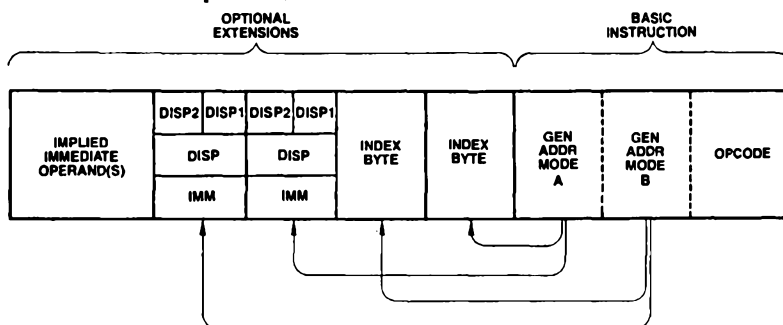 OPTIONAL
EXTENSIONS
BASIC
INSTRUCTION
IMPLIED
IMMEDIATE
OPERAND(S)
DISP2 DISP1 DISP2 DISP1
DISP DISP
IMM IMM
INDEX
BYTE
INDEX
BYTE
GEN
ADDR
MODE
A
GEN
ADDR
MODE
B
OPCODE